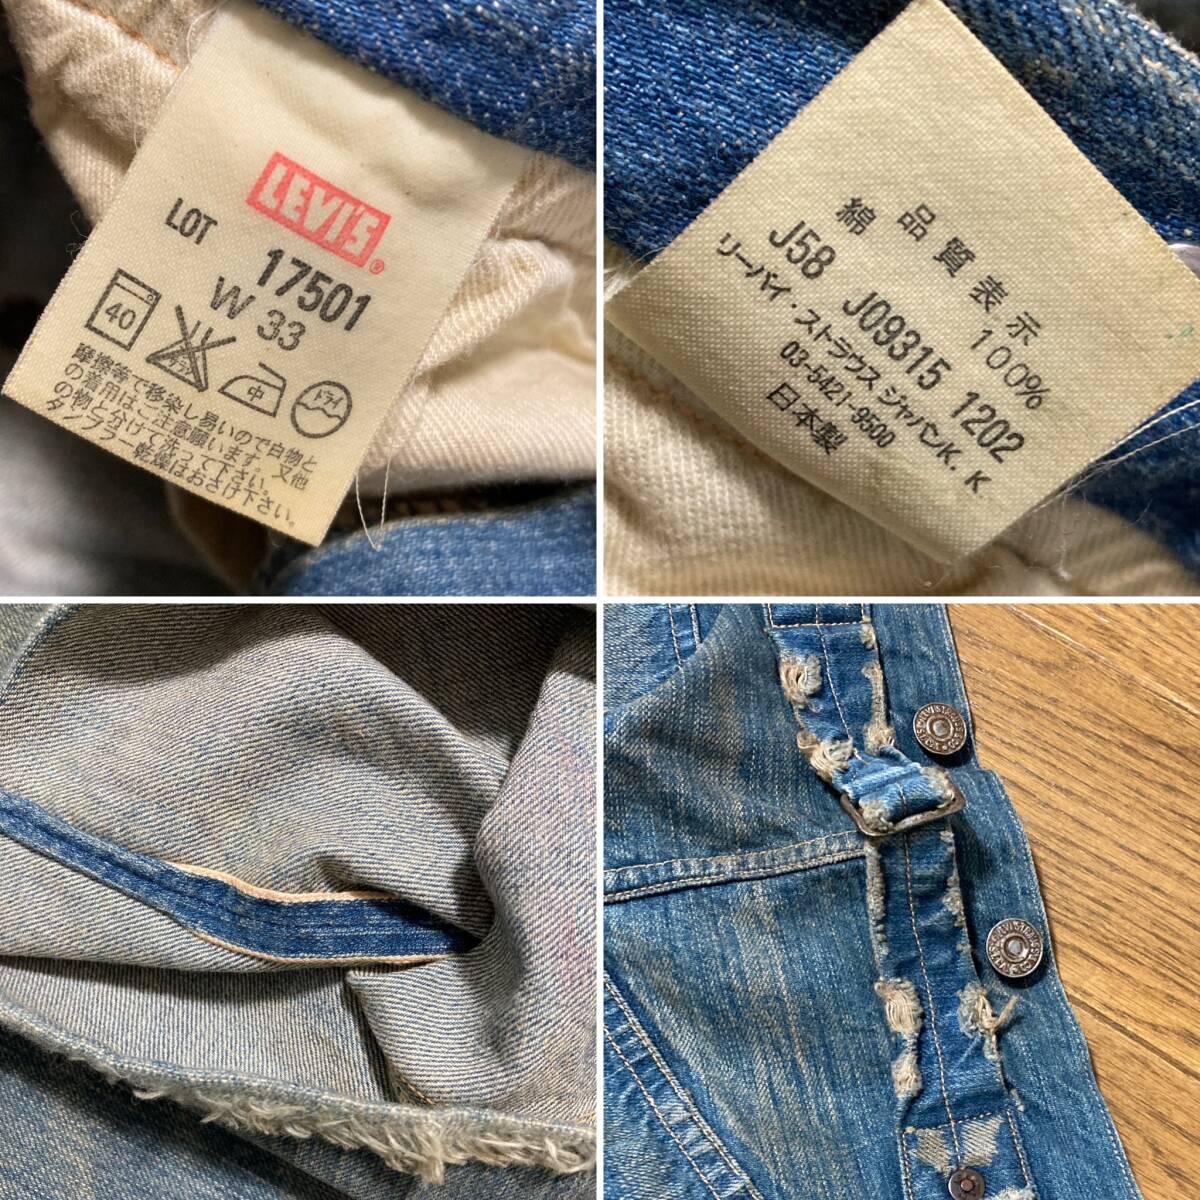 LEVI'S®
LOT 17501
W 33
40 中 ドライ
摩擦等で移染し易いので白物と
の着用はご注意願います。又他
の物と分けて洗って下さい。
タンブラー乾燥はおさけ下さい。
品質表示
綿 100%
J58 J09315 1202
リーバイ・ストラウス ジャパンK.K.
03-5421-9500
日本製